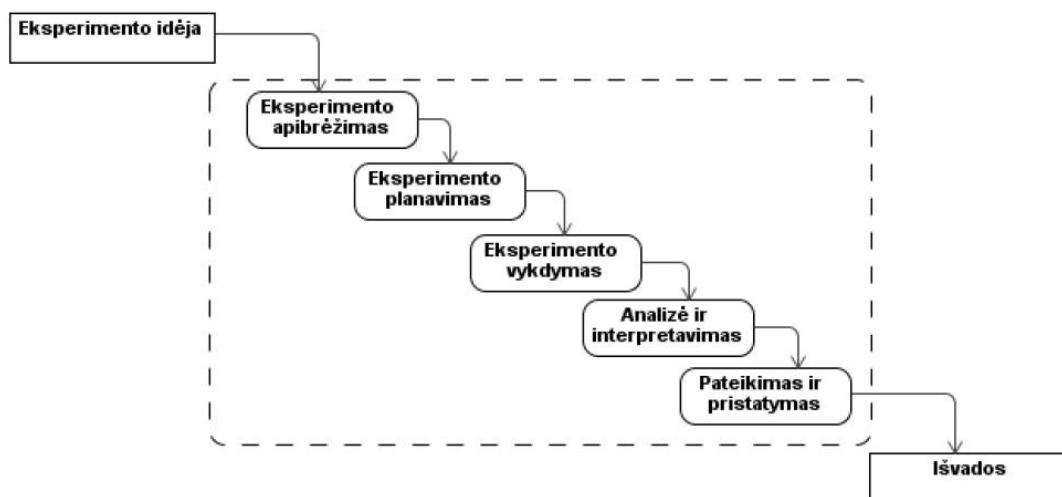 Eksperimento idėja
Eksperimento
apibrėžimas
Eksperimento
planavimas
Eksperimento
vykdymas
Analizė ir
interpretavimas
Pateikimas ir
pristatymas
Išvados